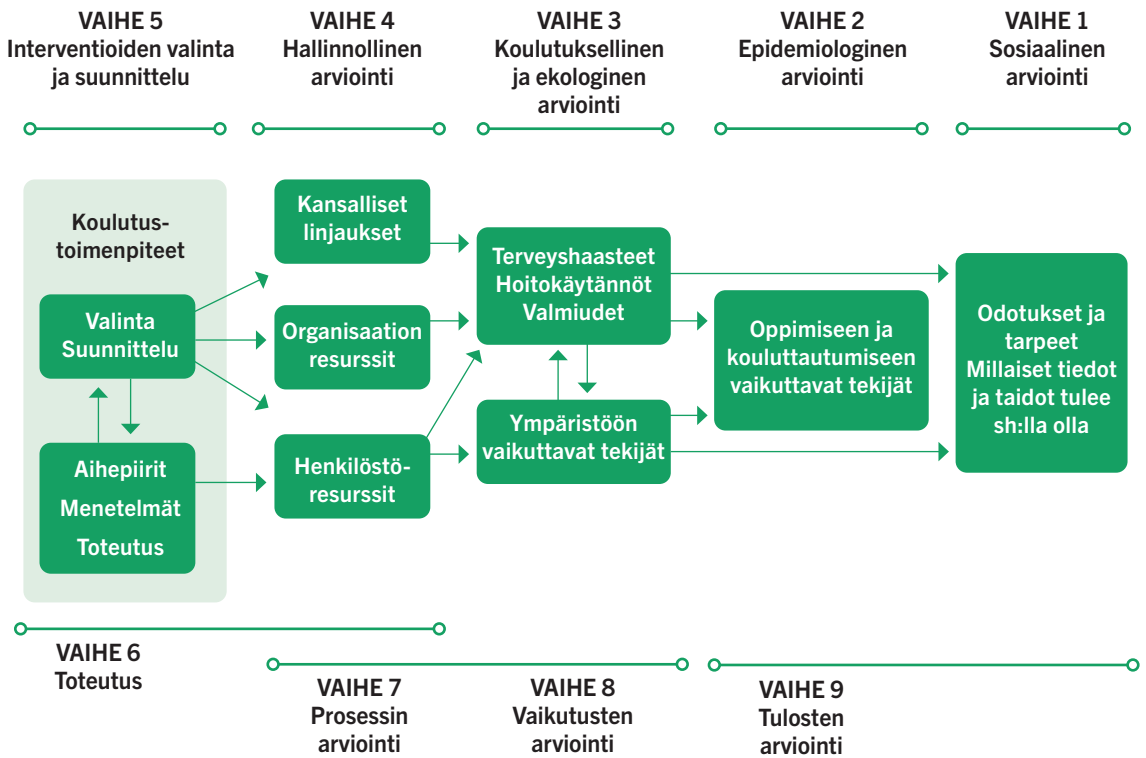 VAIHE 5
Interventioiden valinta
ja suunnittelu
VAIHE 4
Hallinnollinen
arviointi
VAIHE 3
Koulutuksellinen
ja ekologinen
arviointi
VAIHE 2
Epidemiologinen
arviointi
VAIHE 1
Sosiaalinen
arviointi
Koulutus-
toimenpiteet
Valinta
Suunnittelu
Aihepiirit
Menetelmät
Toteutus
Kansalliset
linjaukset
Organisaation
resurssit
Henkilöstö-
resurssit
Terveyshaasteet
Hoitokäytännöt
Valmiudet
Ympäristöön
vaikuttavat tekijät
Oppimiseen ja
kouluttautumiseen
vaikuttavat tekijät
Odotukset ja
tarpeet
Millaiset tiedot
ja taidot tulee
sh:lla olla
VAIHE 6
Toteutus
VAIHE 7
Prosessin
arviointi
VAIHE 8
Vaikutusten
arviointi
VAIHE 9
Tulosten
arviointi